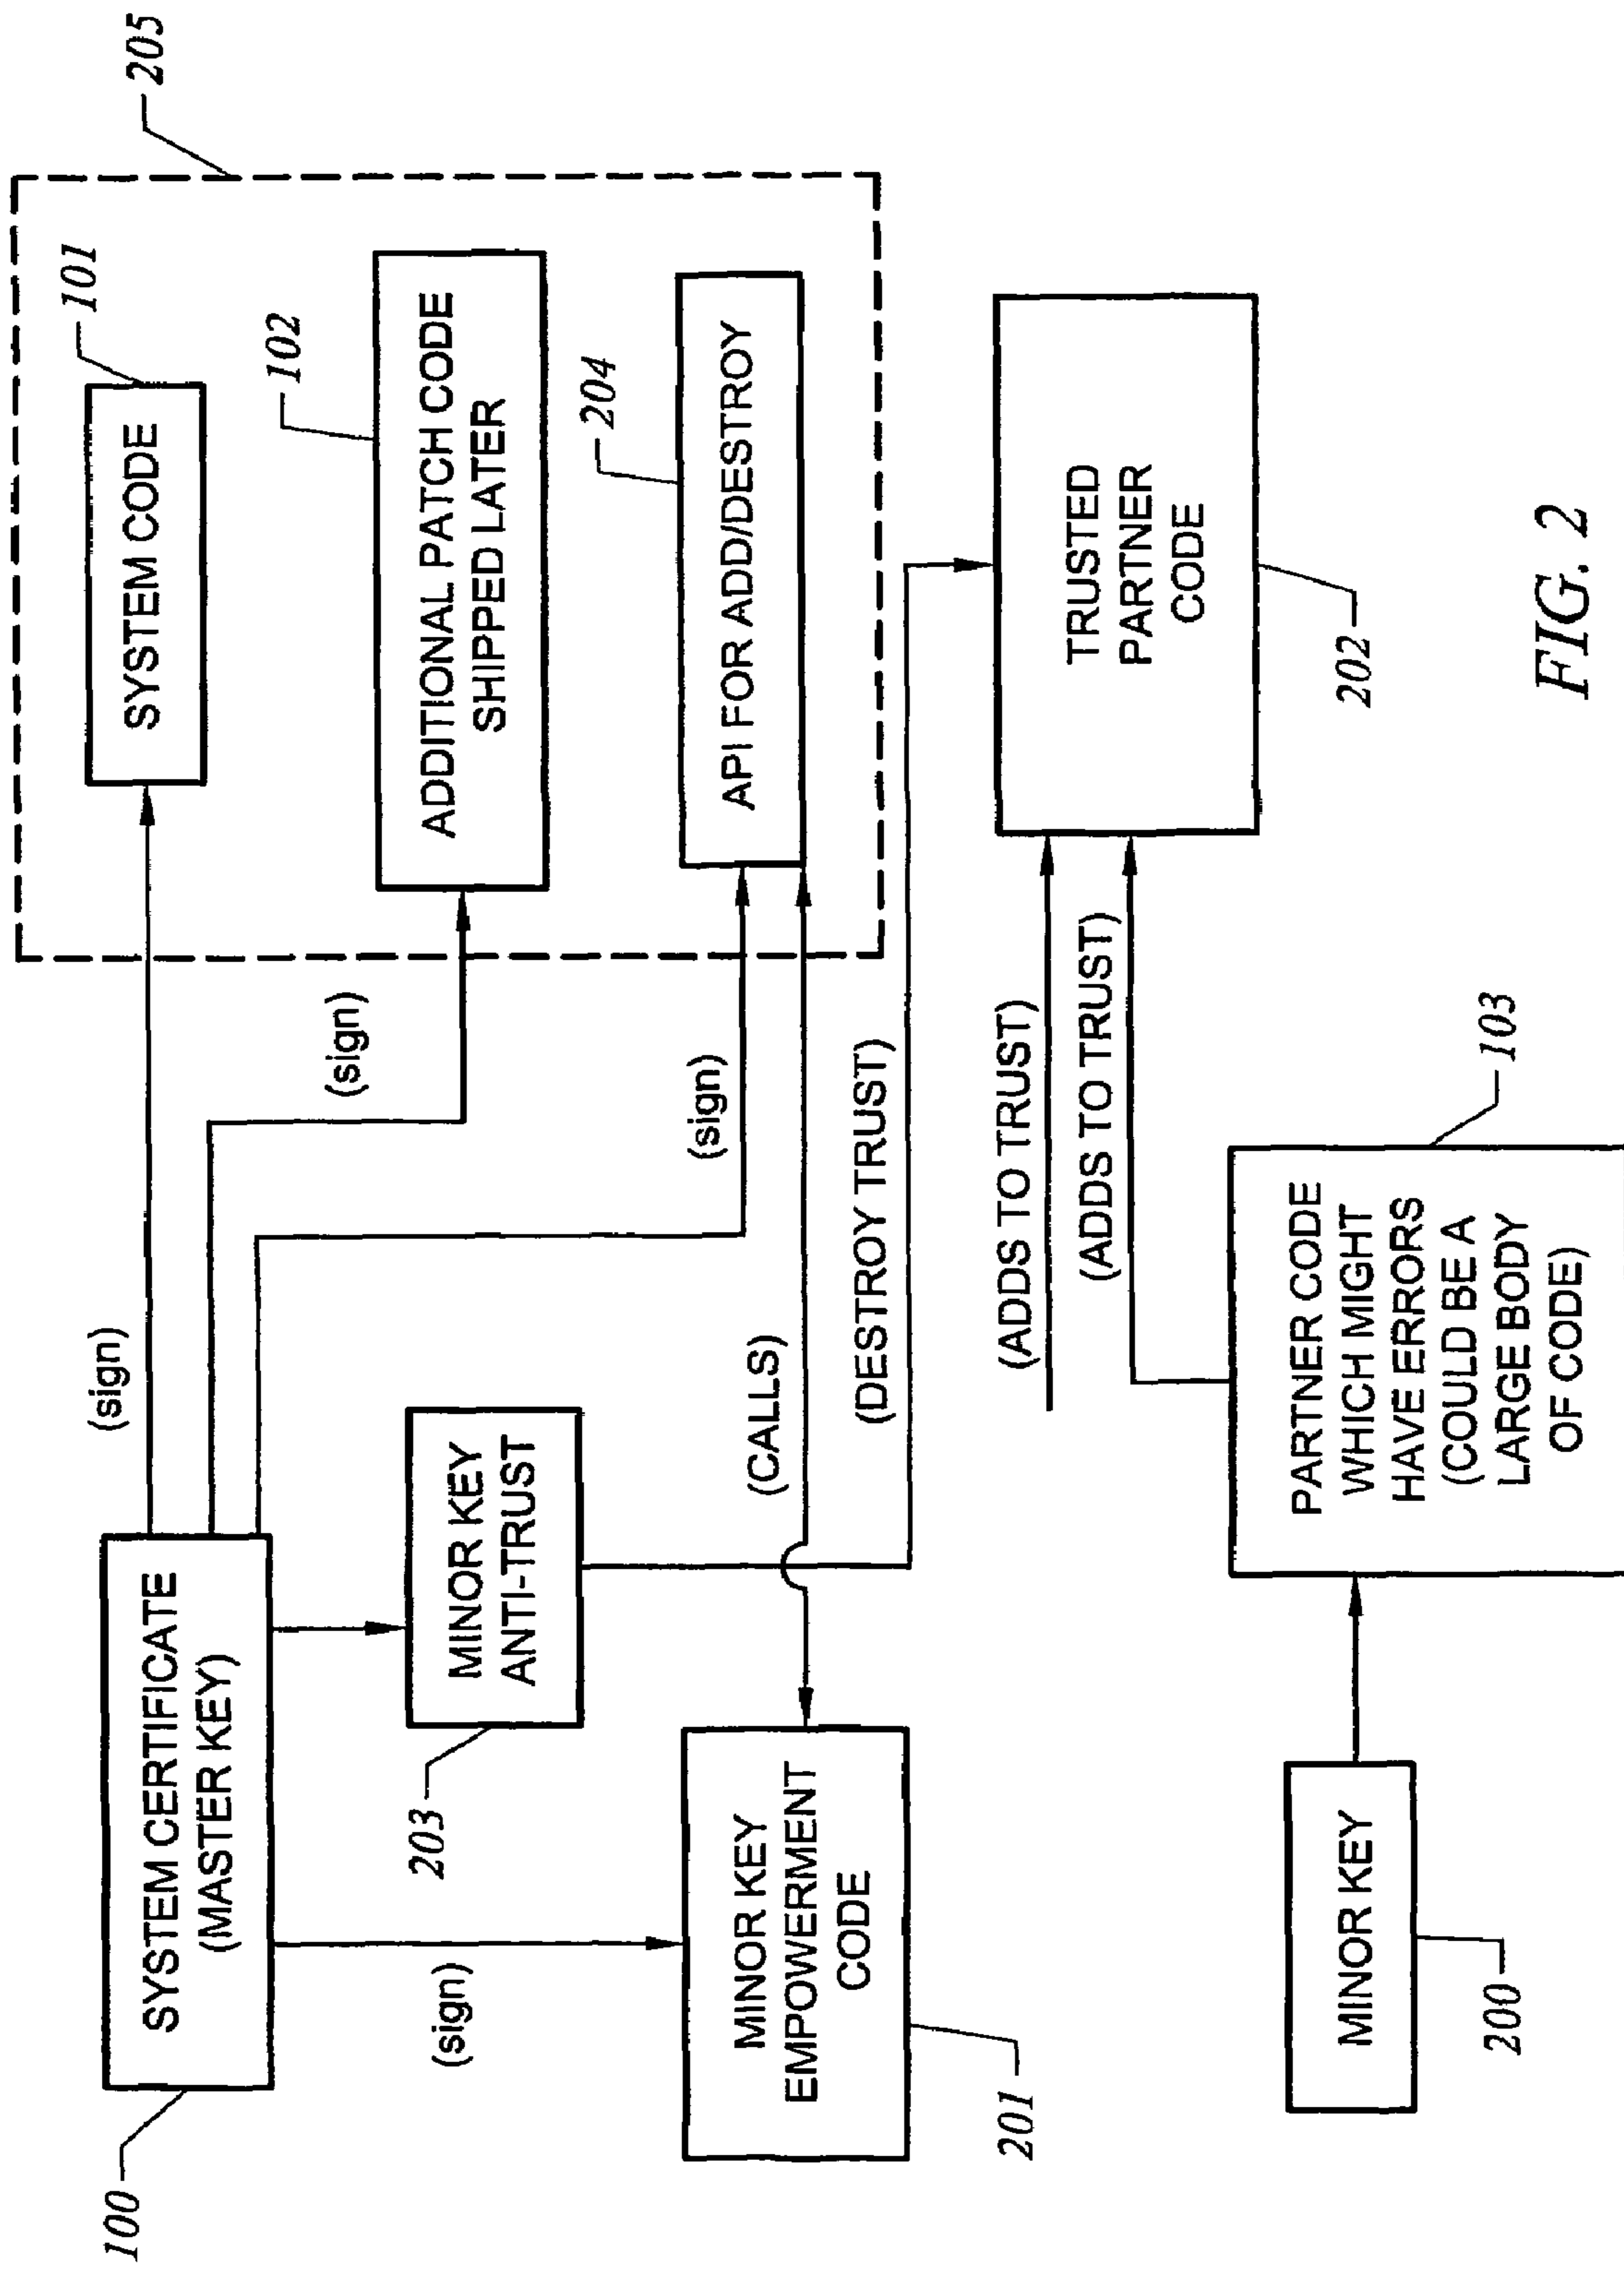 205
101
SYSTEM CODE
(sign)
SYSTEM CERTIFICATE
(MASTER KEY)
100
102
ADDITIONAL PATCH CODE
SHIPPED LATER
(sign)
204
API FOR ADD/DESTROY
(sign)
MINOR KEY
ANTI-TRUST
203
(sign)
(CALLS)
MINOR KEY
EMPOWERMENT
CODE
201
(DESTROY TRUST)
TRUSTED
PARTNER
CODE
202
(ADDS TO TRUST)
(ADDS TO TRUST)
103
PARTNER CODE
WHICH MIGHT
HAVE ERRORS
(COULD BE A
LARGE BODY
OF CODE)
MINOR KEY
200
FIG. 2